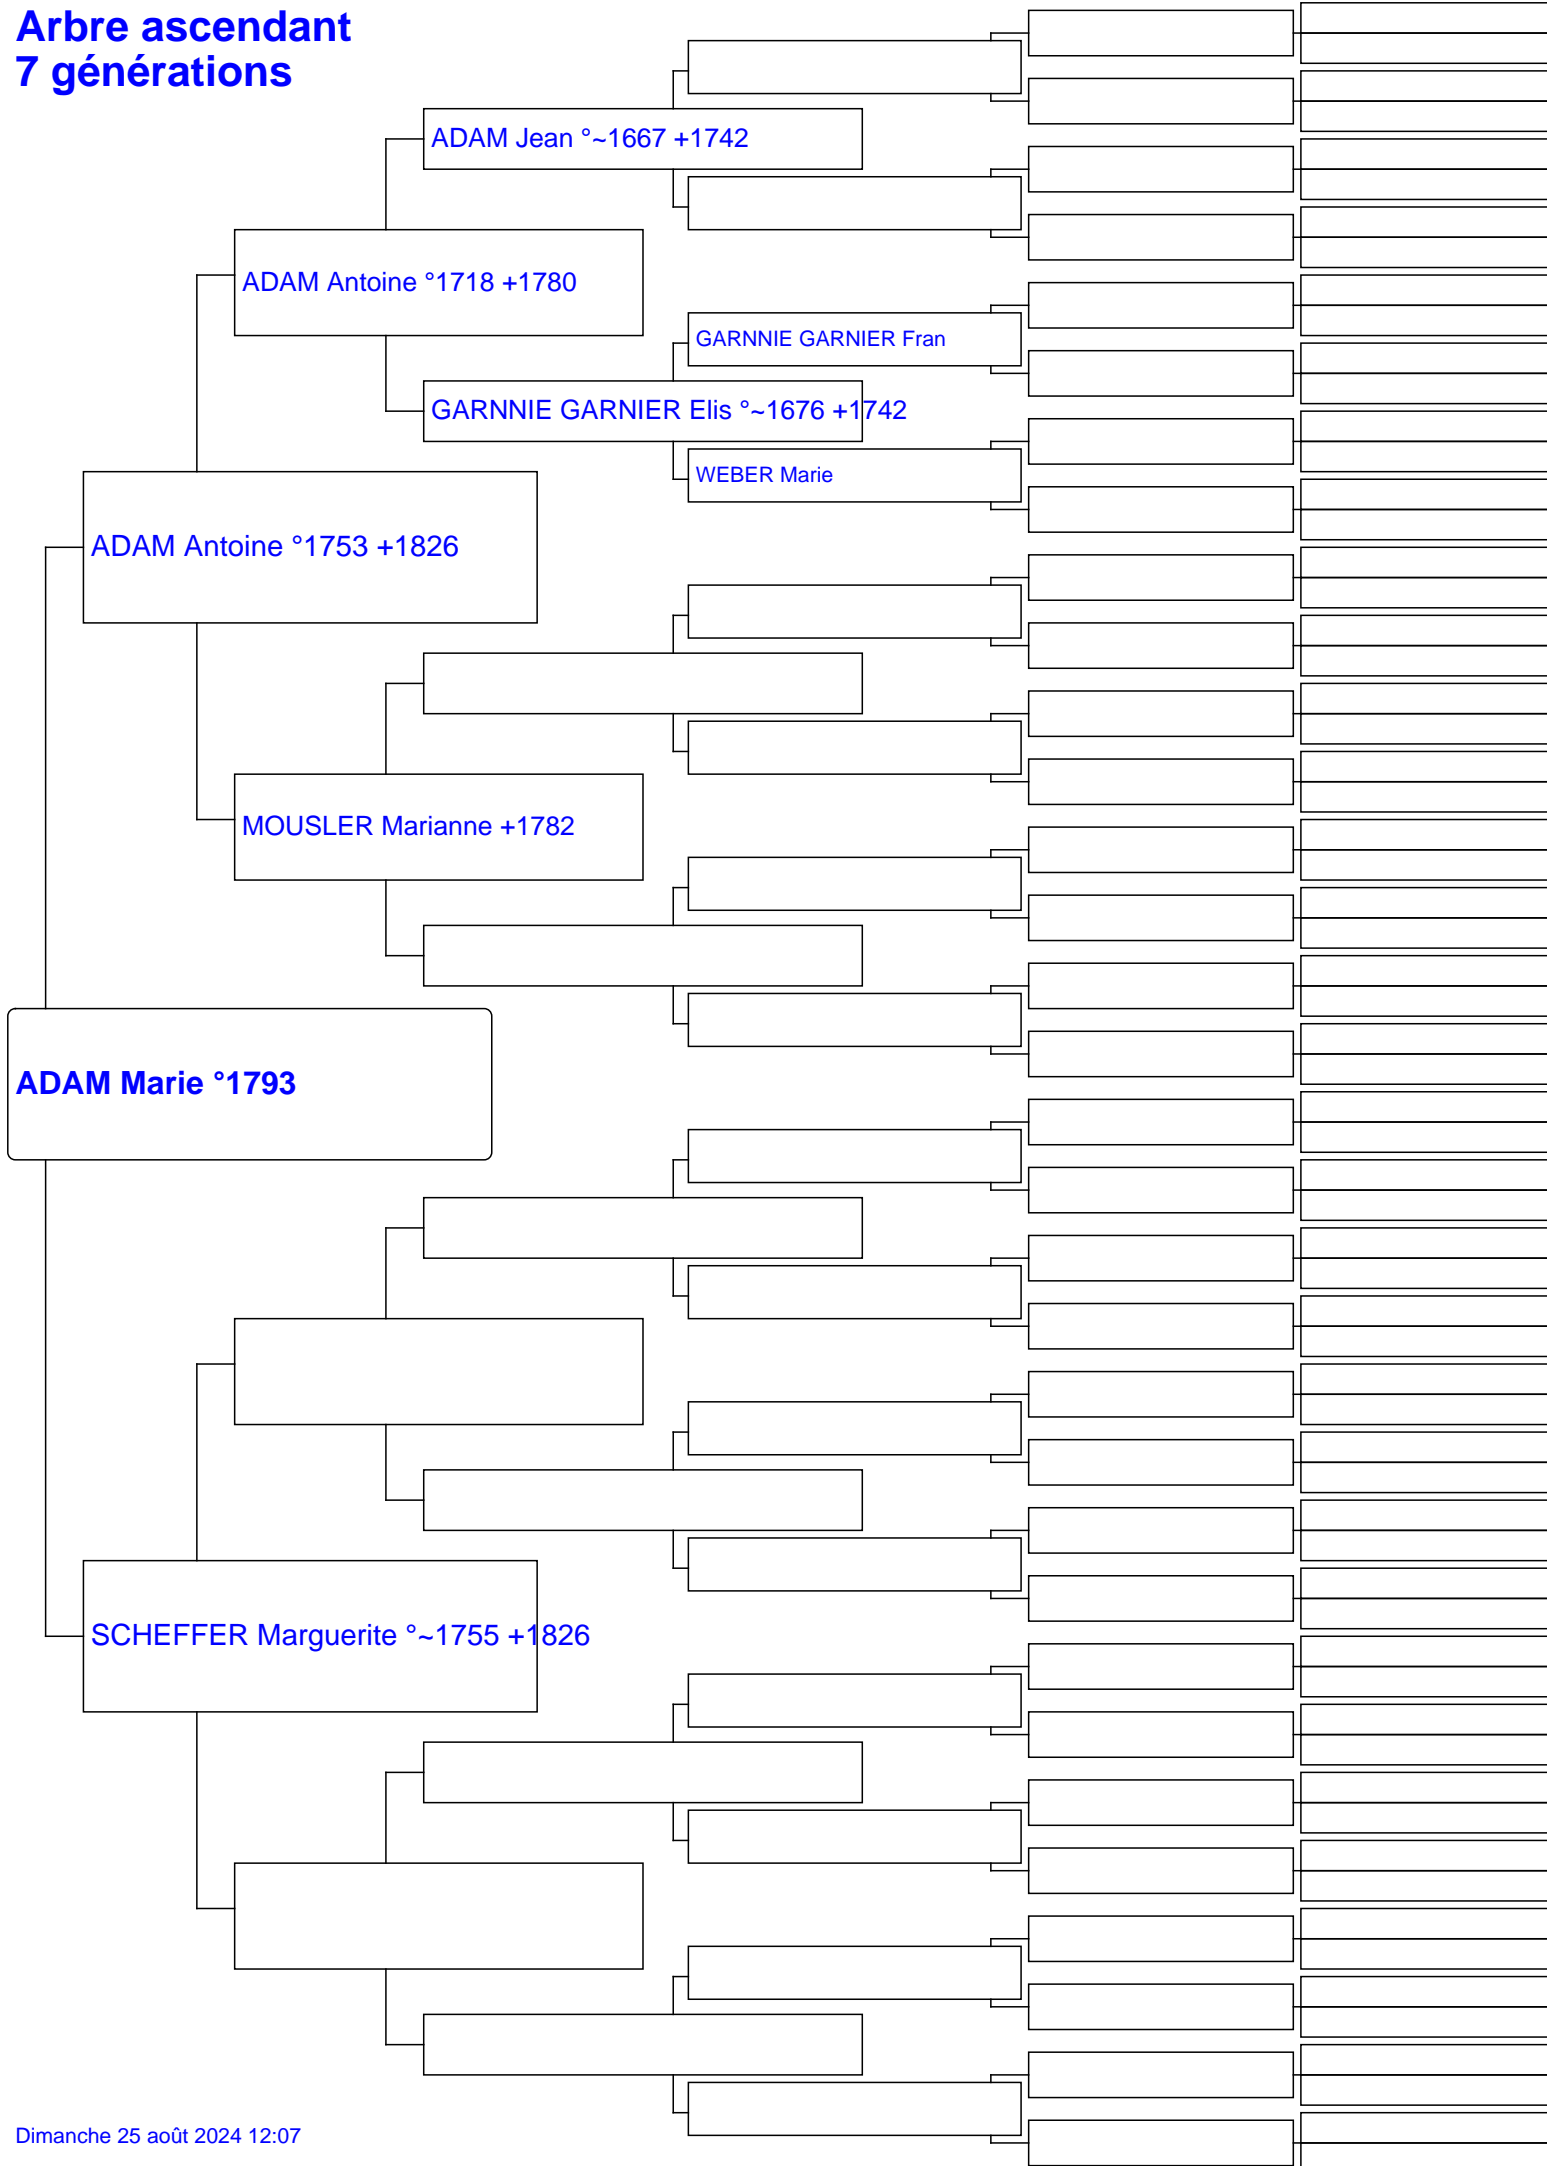 Arbre ascendant
7 générations
ADAM Jean °~1667 +1742
ADAM Antoine °1718 +1780
GARNNIE GARNIER Fran
GARNNIE GARNIER Elis °~1676 +1742
WEBER Marie
ADAM Antoine °1753 +1826
MOUSLER Marianne +1782
ADAM Marie °1793
SCHEFFER Marguerite °~1755 +1826
Dimanche 25 août 2024 12:07